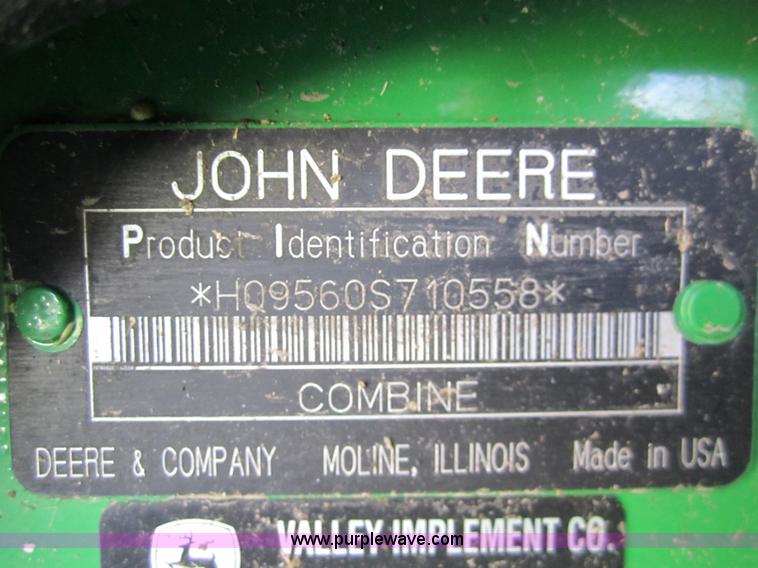 JOHN DEERE
Product Identification Number
*H09560S710558*
COMBINE
DEERE & COMPANY MOLINE, ILLINOIS Made in USA
VALLEY IMPLEMENT CO.
www.purplewave.com